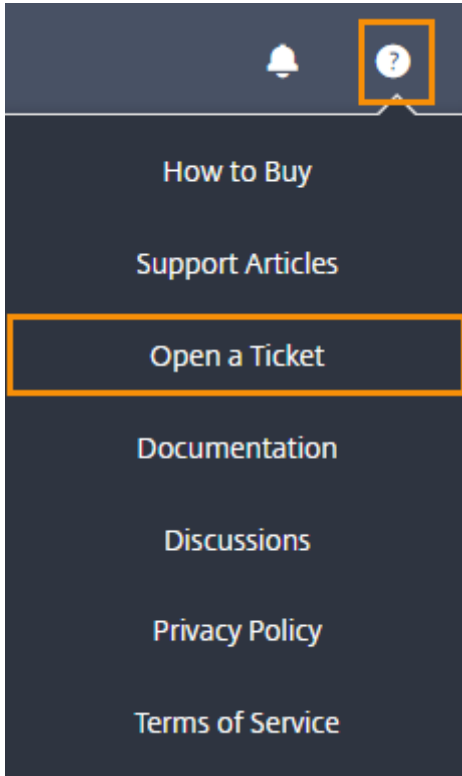 ?
How to Buy
Support Articles
Open a Ticket
Documentation
Discussions
Privacy Policy
Terms of Service